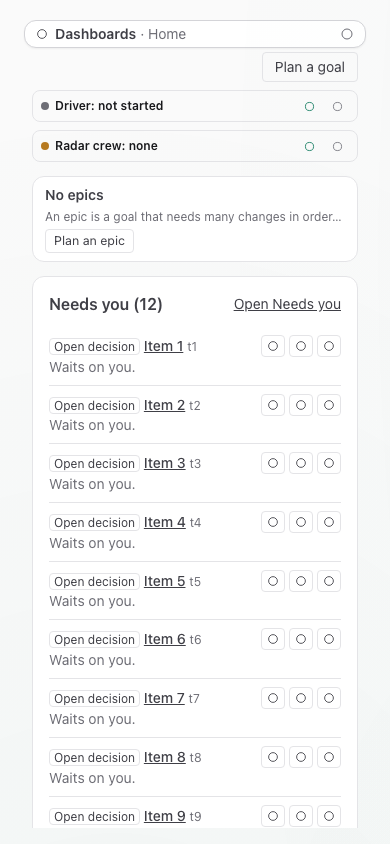 Dashboards · Home
Plan a goal
Driver: not started
Radar crew: none
No epics
An epic is a goal that needs many changes in order…
Plan an epic
Needs you (12) Open Needs you
Open decision Item 1 t1
Waits on you.
Open decision Item 2 t2
Waits on you.
Open decision Item 3 t3
Waits on you.
Open decision Item 4 t4
Waits on you.
Open decision Item 5 t5
Waits on you.
Open decision Item 6 t6
Waits on you.
Open decision Item 7 t7
Waits on you.
Open decision Item 8 t8
Waits on you.
Open decision Item 9 t9